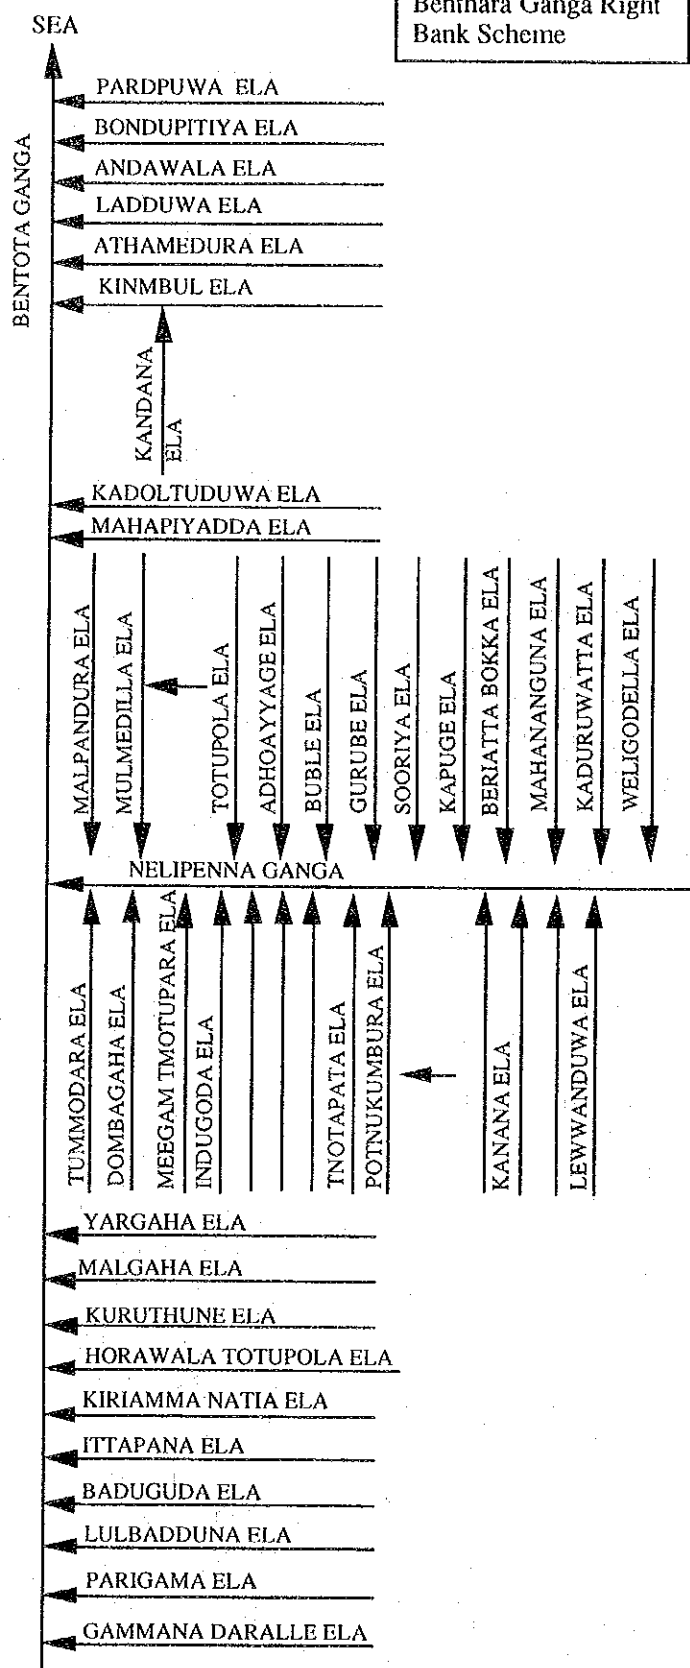 Benthara Ganga Right
Bank Scheme
SEA
BENTOTA GANGA
PARDPUWA ELA
BONDUPITIYA ELA
ANDAWALA ELA
LADDUWA ELA
ATHAMEDURA ELA
KINMBUL ELA
KANDANA
ELA
KADOLTUDUWA ELA
MAHAPIYADDA ELA
MALPANDURA ELA
MULMEDILLA ELA
TOTUPOLA ELA
ADHOAYYAGE ELA
BUBLE ELA
GURUBE ELA
SOORIYA ELA
KAPUGE ELA
BERIATTA BOKKA ELA
MAHANANGUNA ELA
KADURUWATTA ELA
WELIGODELLA ELA
NELIPENNA GANGA
TUMMODARA ELA
DOMBAGAHA ELA
MEEGAM TMOTUPARA ELA
INDUGODA ELA
TNOTAPATA ELA
POTNUKUMBURA ELA
KANANA ELA
LEWWANDUWA ELA
YARGAHA ELA
MALGAHA ELA
KURUTHUNE ELA
HORAWALA TOTUPOLA ELA
KIRIAMMA NATIA ELA
ITTAPANA ELA
BADUGUDA ELA
LULBADDUNA ELA
PARIGAMA ELA
GAMMANA DARALLE ELA